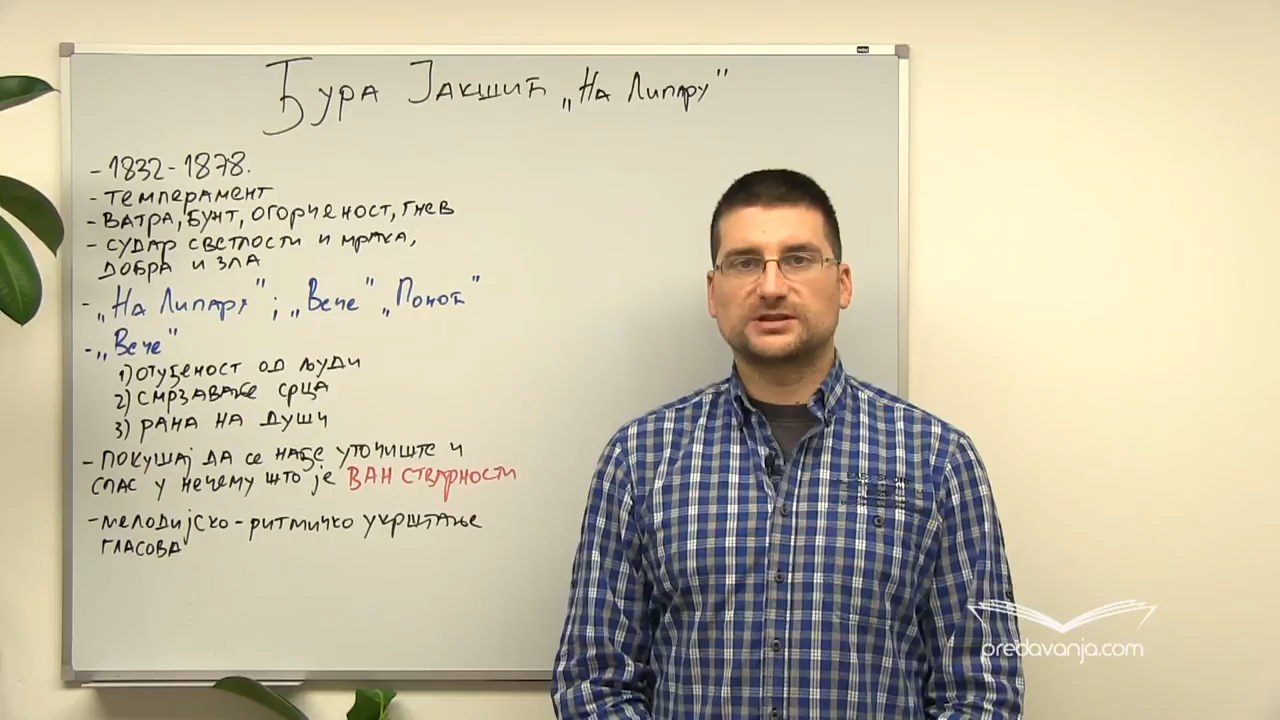 Ђура Јакшић „На Липару"
- 1832-1878.
- темперамент
- ватра, бунт, огорченост, гнев
- судар светлости и мрака,
добра и зла
- „На Липару"; „Вече" „Поноћ"
- „Вече"
1) отуђеност од људи
2) смрзавање срца
3) рана на души
- покушај да се нађе уточиште и
спас у нечему што је ван стварности
- мелодијско-ритмичко укрштање
гласова
predavanja.com